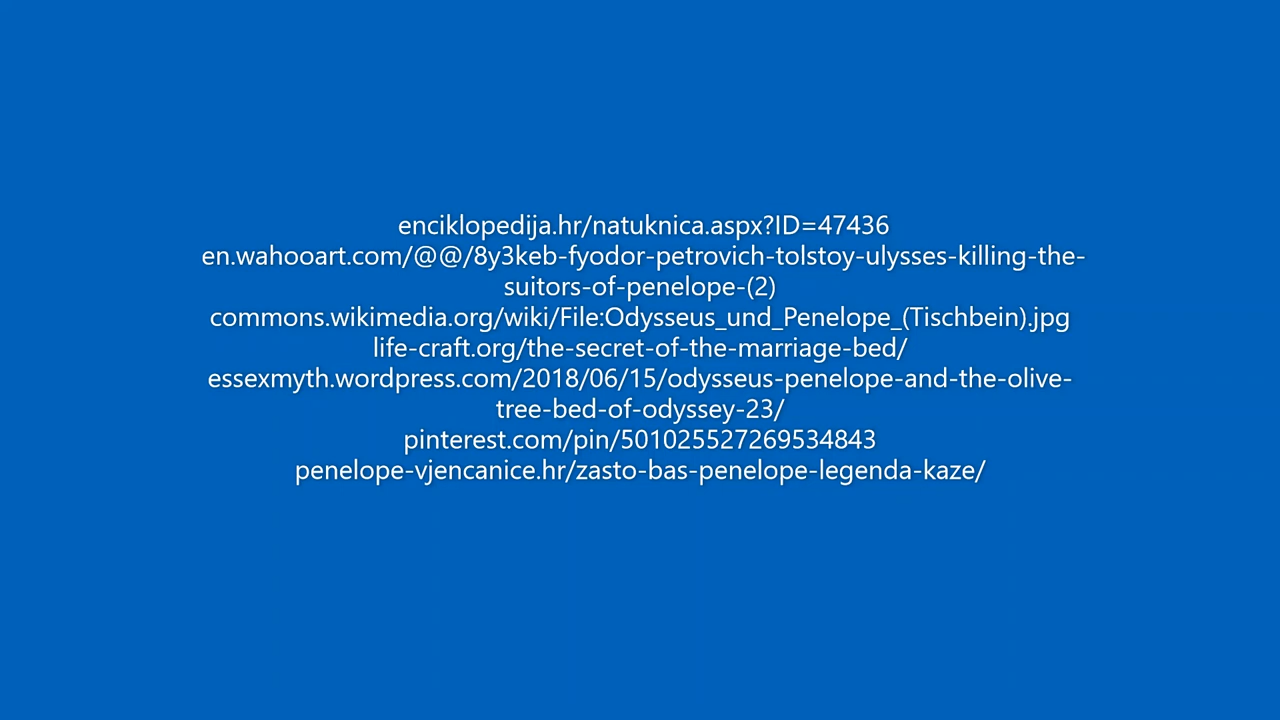 enciklopedija.hr/natuknica.aspx?ID=47436
en.wahooart.com/@@/8y3keb-fyodor-petrovich-tolstoy-ulysses-killing-the-
suitors-of-penelope-(2)
commons.wikimedia.org/wiki/File:Odysseus_und_Penelope_(Tischbein).jpg
life-craft.org/the-secret-of-the-marriage-bed/
essexmyth.wordpress.com/2018/06/15/odysseus-penelope-and-the-olive-
tree-bed-of-odyssey-23/
pinterest.com/pin/501025527269534843
penelope-vjencanice.hr/zasto-bas-penelope-legenda-kaze/